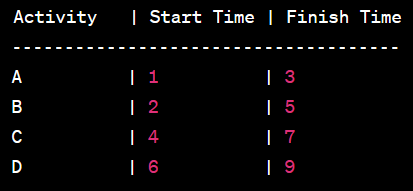 Activity | Start Time | Finish Time
--------------------------------------
A | 1 | 3
B | 2 | 5
C | 4 | 7
D | 6 | 9